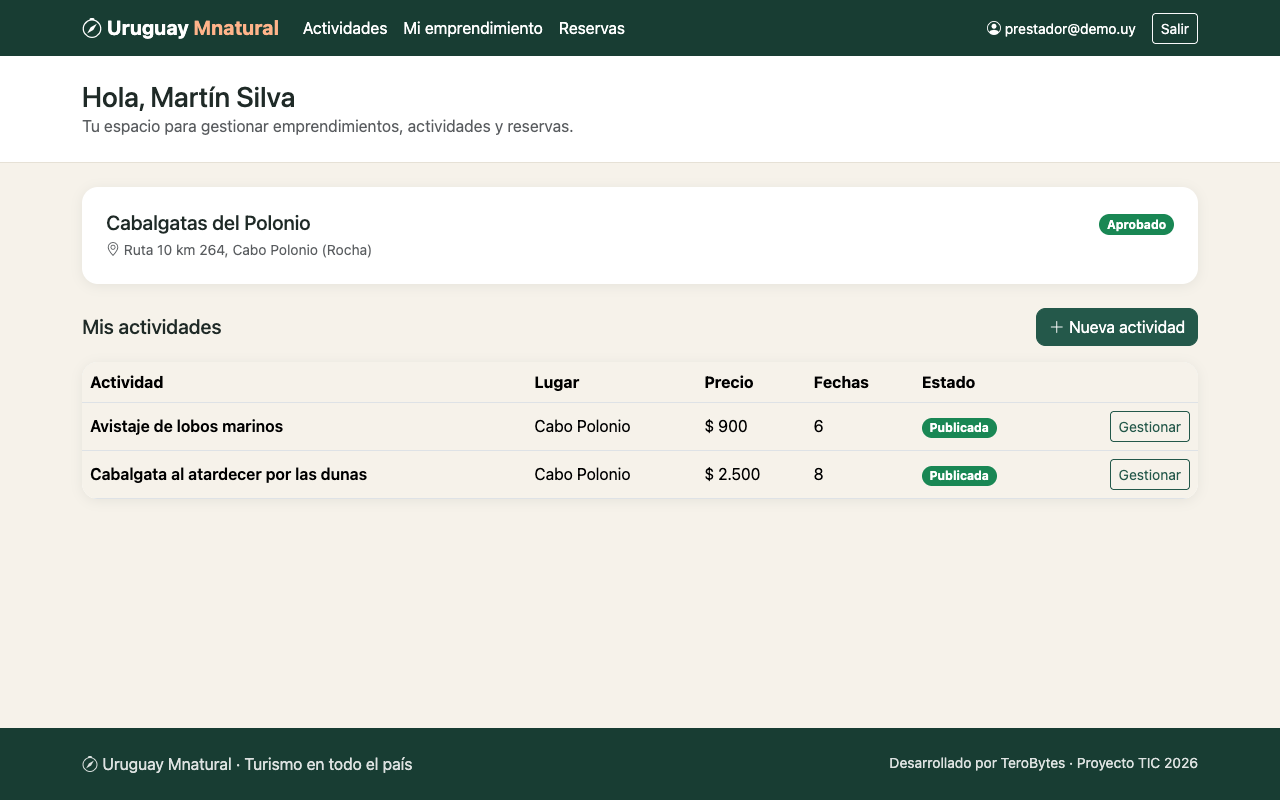 Uruguay Mnatural Actividades Mi emprendimiento Reservas prestador@demo.uy Salir
Hola, Martín Silva
Tu espacio para gestionar emprendimientos, actividades y reservas.
Cabalgatas del Polonio Aprobado
Ruta 10 km 264, Cabo Polonio (Rocha)
Mis actividades + Nueva actividad
Actividad Lugar Precio Fechas Estado
Avistaje de lobos marinos Cabo Polonio $ 900 6 Publicada Gestionar
Cabalgata al atardecer por las dunas Cabo Polonio $ 2.500 8 Publicada Gestionar
Uruguay Mnatural · Turismo en todo el país Desarrollado por TeroBytes · Proyecto TIC 2026